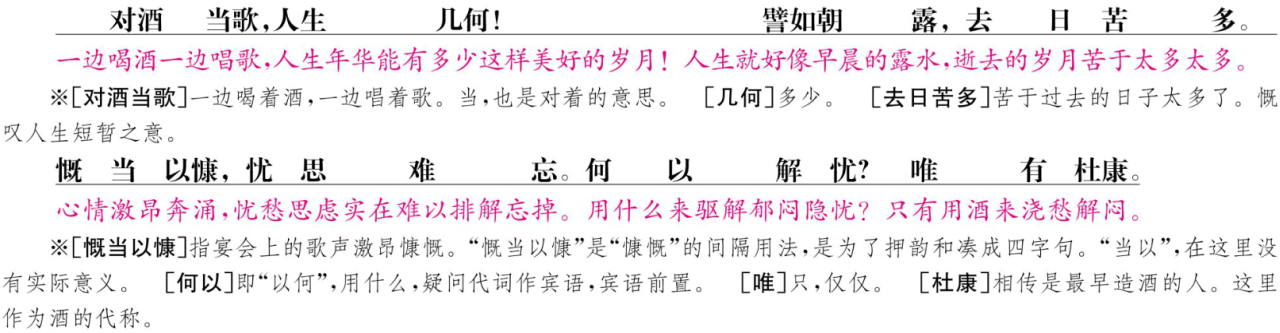 对酒当歌,人生几何!譬如朝露,去日苦多。
一边喝酒一边唱歌,人生年华能有多少这样美好的岁月!人生就好像早晨的露水,逝去的岁月苦于太多太多。
※[对酒当歌]一边喝着酒,一边唱着歌。当,也是对着的意思。 [几何]多少。 [去日苦多]苦于过去的日子太多了。慨
叹人生短暂之意。
慨当以慷,忧思难忘。何以解忧?唯有杜康。
心情激昂奔涌,忧愁思虑实在难以排解忘掉。用什么来驱解郁闷隐忧?只有用酒来浇愁解闷。
※[慨当以慷]指宴会上的歌声激昂慷慨。“慨当以慷”是“慷慨”的间隔用法,是为了押韵和凑成四字句。“当以”,在这里没
有实际意义。 [何以]即“以何”,用什么,疑问代词作宾语,宾语前置。 [唯]只,仅仅。 [杜康]相传是最早造酒的人。这里
作为酒的代称。